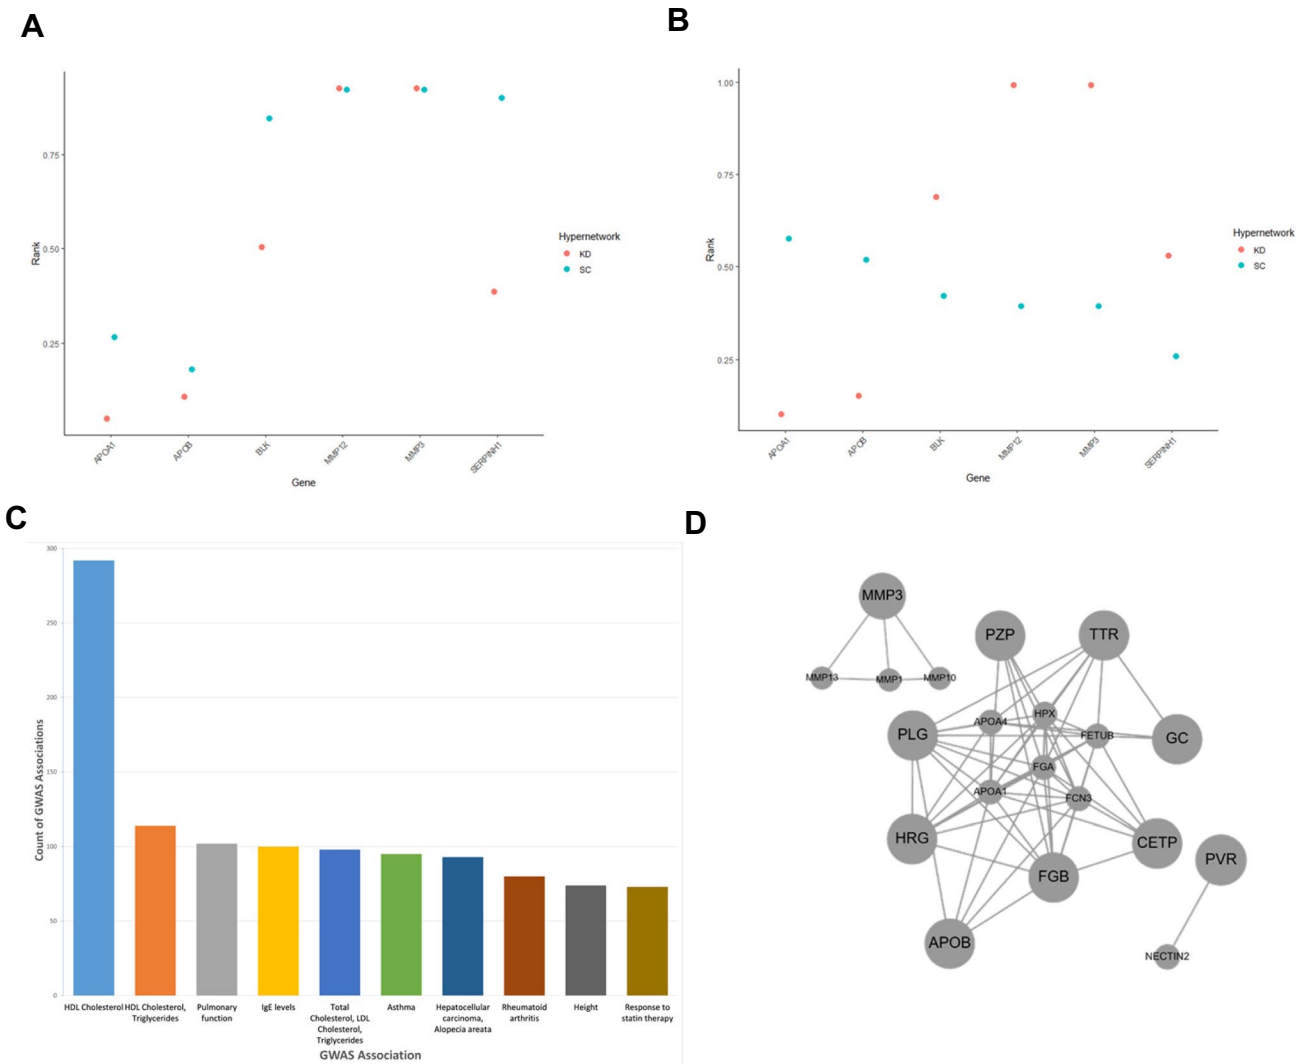 A
0.75
0.50
0.25
Rank
APOA1
APOB
BLK
MMP12
MMP3
SERPINH1
Gene
Hypernetwork
KD
SC
B
1.00
0.75
0.50
0.25
Rank
APOA1
APOB
BLK
MMP12
MMP3
SERPINH1
Gene
Hypernetwork
KD
SC
C
300
250
200
150
100
50
0
Count of GWAS Associations
HDL Cholesterol
HDL Cholesterol,
Triglycerides
Pulmonary
function
IgE levels
Total
Cholesterol, LDL
Cholesterol,
Triglycerides
Asthma
Hepatocellular
carcinoma,
Alopecia areata
Rheumatoid
arthritis
Height
Response to
statin therapy
GWAS Association
D
MMP3
PZP
TTR
MMP13
MMP1
MMP10
HPX
APOA4
PLG
FETUB
GC
FGA
APOA1
FCN3
HRG
CETP
PVR
FGB
APOB
NECTIN2